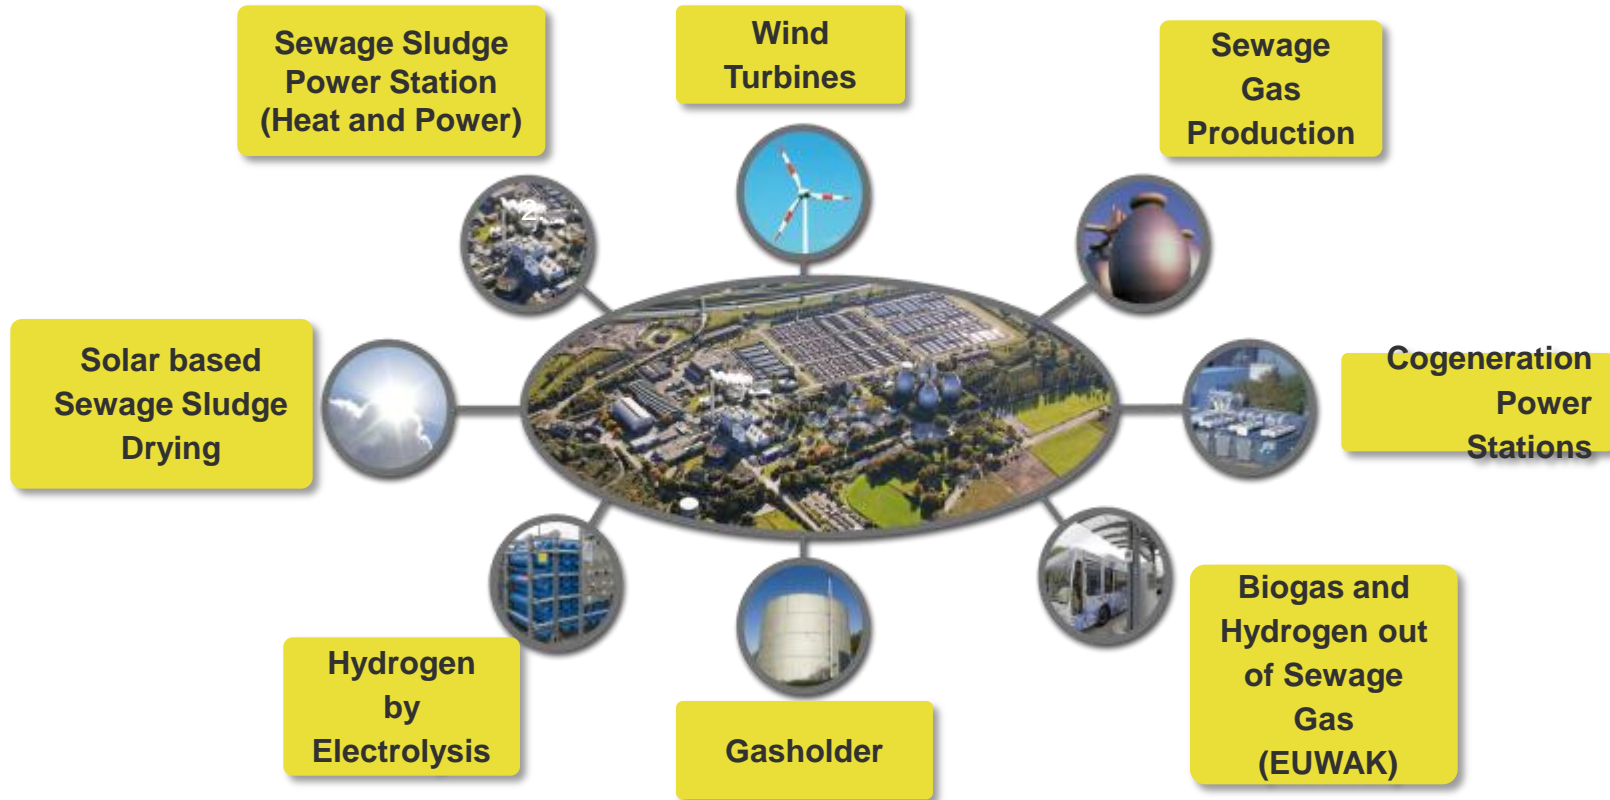 Sewage Sludge
Power Station
(Heat and Power)
Wind
Turbines
Sewage
Gas
Production
2.
Solar based
Sewage Sludge
Drying
Cogeneration
Power
Stations
Hydrogen
by
Electrolysis
Gasholder
Biogas and
Hydrogen out
of Sewage
Gas
(EUWAK)